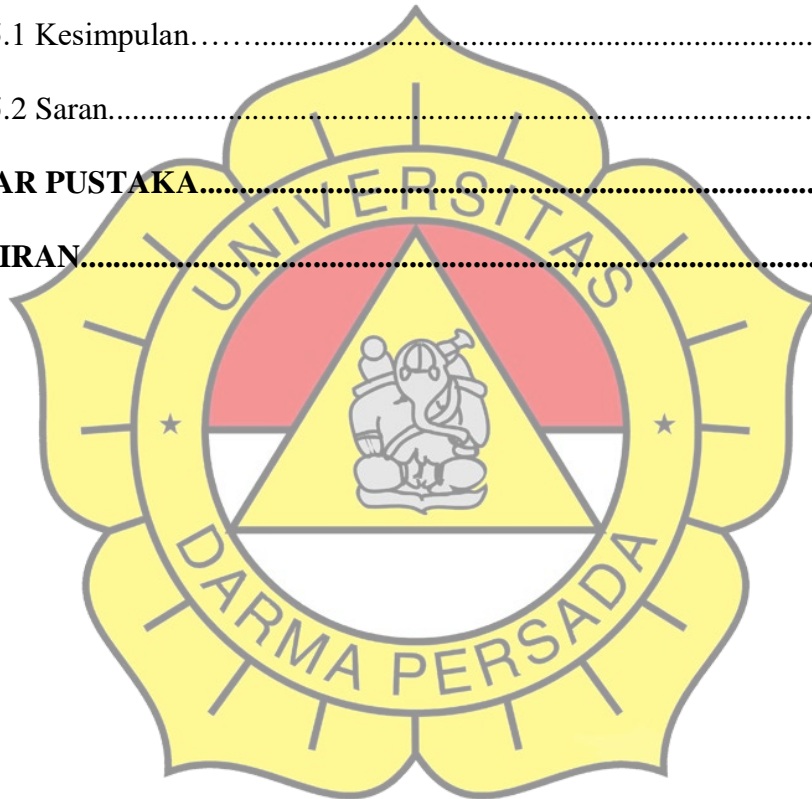 .1 Kesimpulan……......................................................................
.2 Saran.........................................................................................
AR PUSTAKA.............................................................................
IRAN............................................................................................
UNIVERSITAS
DARMA PERSADA